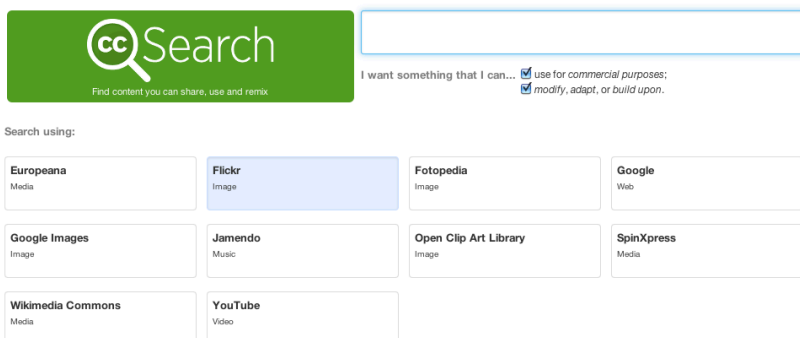 cc Search
Find content you can share, use and remix
I want something that I can... use for commercial purposes;
modify, adapt, or build upon.
Search using:
Europeana Flickr Fotopedia Google
Media Image Image Web
Google Images Jamendo Open Clip Art Library SpinXpress
Image Music Image Media
Wikimedia Commons YouTube
Media Video